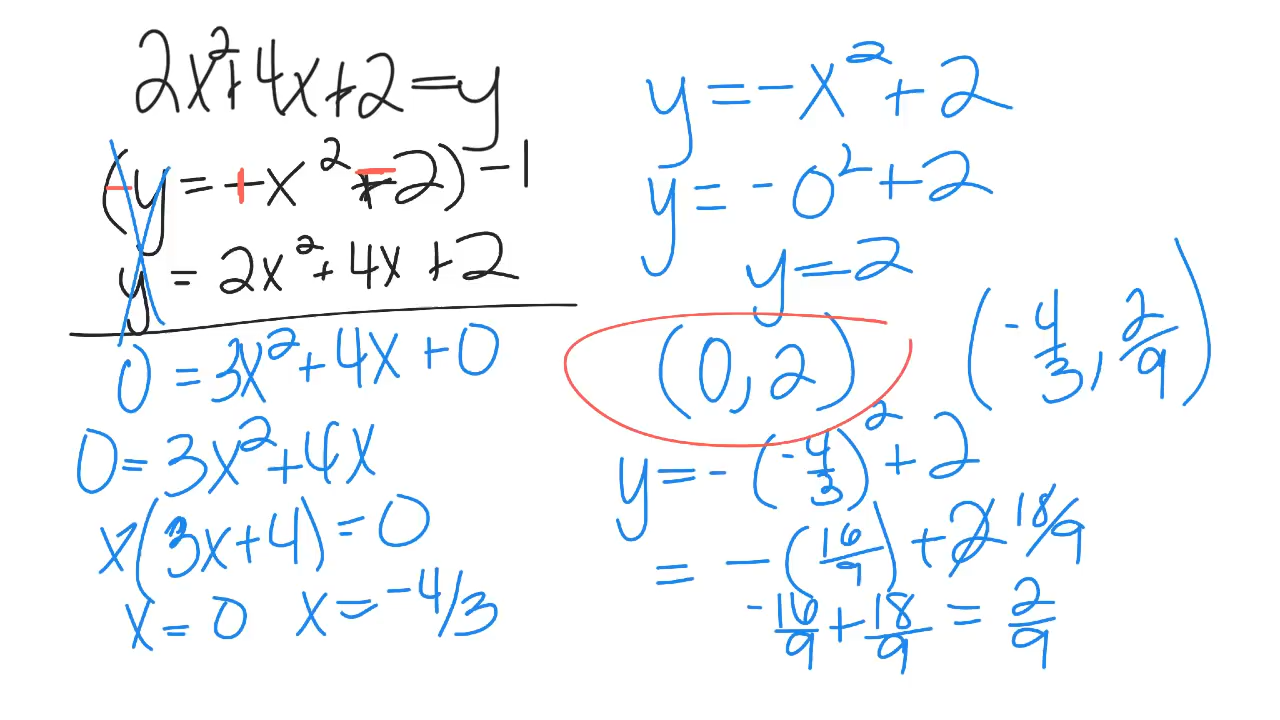 2x²+4x+2=y
(-y=+x²-2)-1
y=2x²+4x+2
0=3x²+4x+0
0=3x²+4x
x(3x+4)=0
x=0 x=-4/3
y=-x²+2
y=-0²+2
y=2
(0,2) (-4/3, 2/9)
y=-(-4/3)²+2
=-(16/9)+2 18/9
-16/9+18/9=2/9